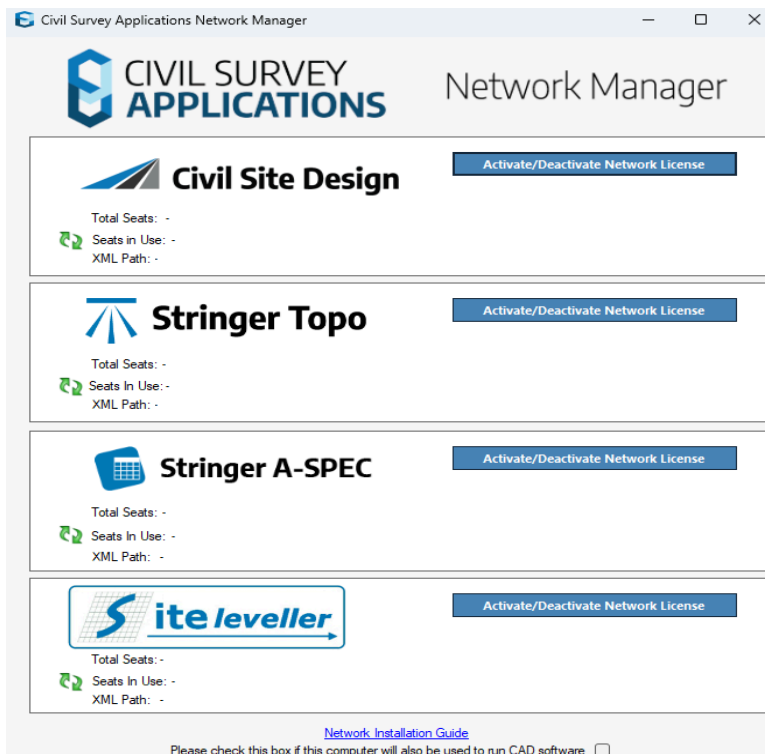 Civil Survey Applications Network Manager
CIVIL SURVEY
APPLICATIONS
Network Manager
Civil Site Design
Activate/Deactivate Network License
Total Seats: -
Seats in Use: -
XML Path: -
Stringer Topo
Activate/Deactivate Network License
Total Seats: -
Seats In Use: -
XML Path: -
Stringer A-SPEC
Activate/Deactivate Network License
Total Seats: -
Seats In Use: -
XML Path: -
Site leveller
Activate/Deactivate Network License
Total Seats: -
Seats In Use: -
XML Path: -
Network Installation Guide
Please check this box if this computer will also be used to run CAD software